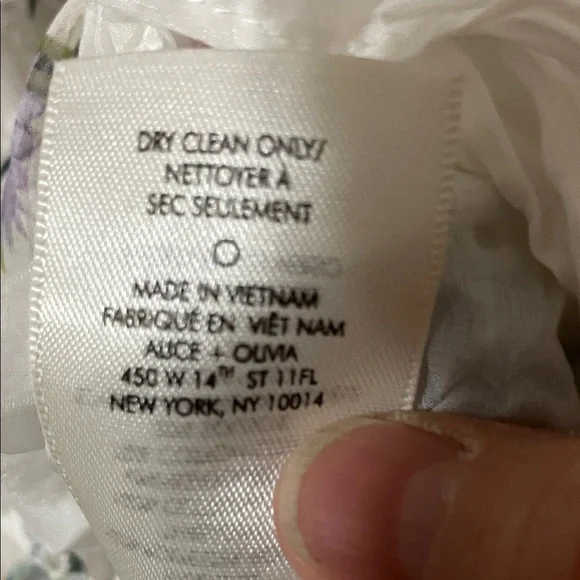 DRY CLEAN ONLY/
NETTOYER À
SEC SEULEMENT
MADE IN VIETNAM
FABRIQUÉ EN VIÊT NAM
ALICE + OLIVIA
450 W 14TH ST 11FL
NEW YORK, NY 10014